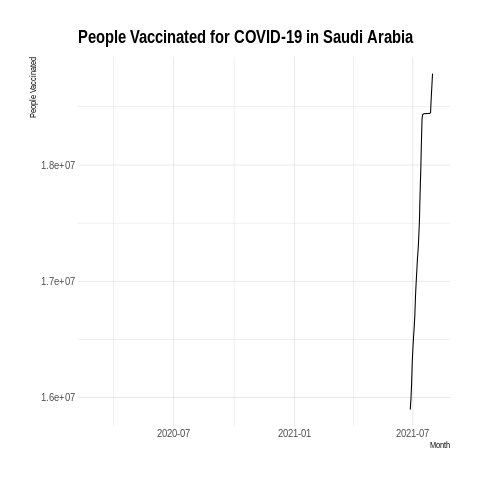 People Vaccinated for COVID-19 in Saudi Arabia
People Vaccinated
1.8e+07
1.7e+07
1.6e+07
2020-07 2021-01 2021-07
Month